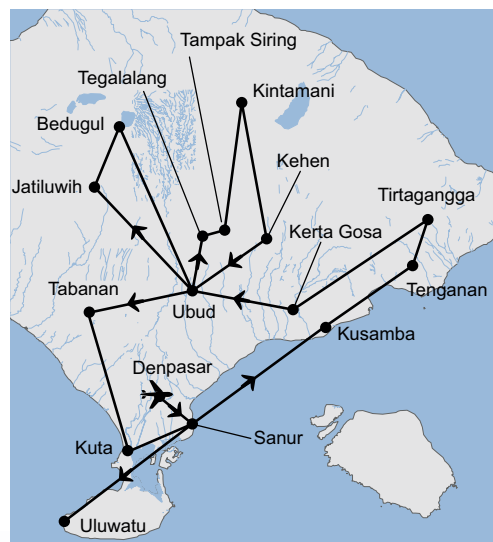 Tampak Siring
Tegalalang
Kintamani
Bedugul
Kehen
Jatiluwih
Tirtagangga
Kerta Gosa
Tabanan
Tenganan
Ubud
Kusamba
Denpasar
Sanur
Kuta
Uluwatu